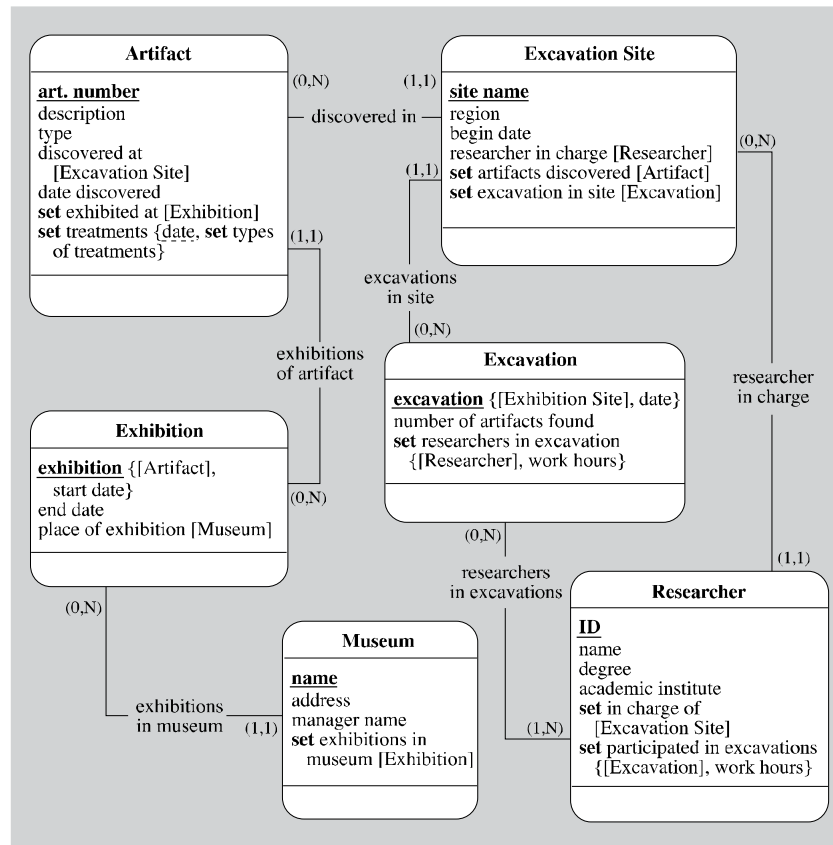 Artifact
art. number
description
type
discovered at
[Excavation Site]
date discovered
set exhibited at [Exhibition]
set treatments {date, set types
of treatments}
(0,N)
discovered in
(1,1)
Excavation Site
site name
region
begin date
researcher in charge [Researcher]
set artifacts discovered [Artifact]
set excavation in site [Excavation]
(0,N)
(1,1)
(1,1)
excavations
in site
(0,N)
exhibitions
of artifact
(0,N)
researcher
in charge
(1,1)
Excavation
excavation {[Exhibition Site], date}
number of artifacts found
set researchers in excavation
{[Researcher], work hours}
(0,N)
researchers
in excavations
(1,N)
Exhibition
exhibition {[Artifact],
start date}
end date
place of exhibition [Museum]
(0,N)
exhibitions
in museum
(1,1)
Museum
name
address
manager name
set exhibitions in
museum [Exhibition]
Researcher
ID
name
degree
academic institute
set in charge of
[Excavation Site]
set participated in excavations
{[Excavation], work hours}